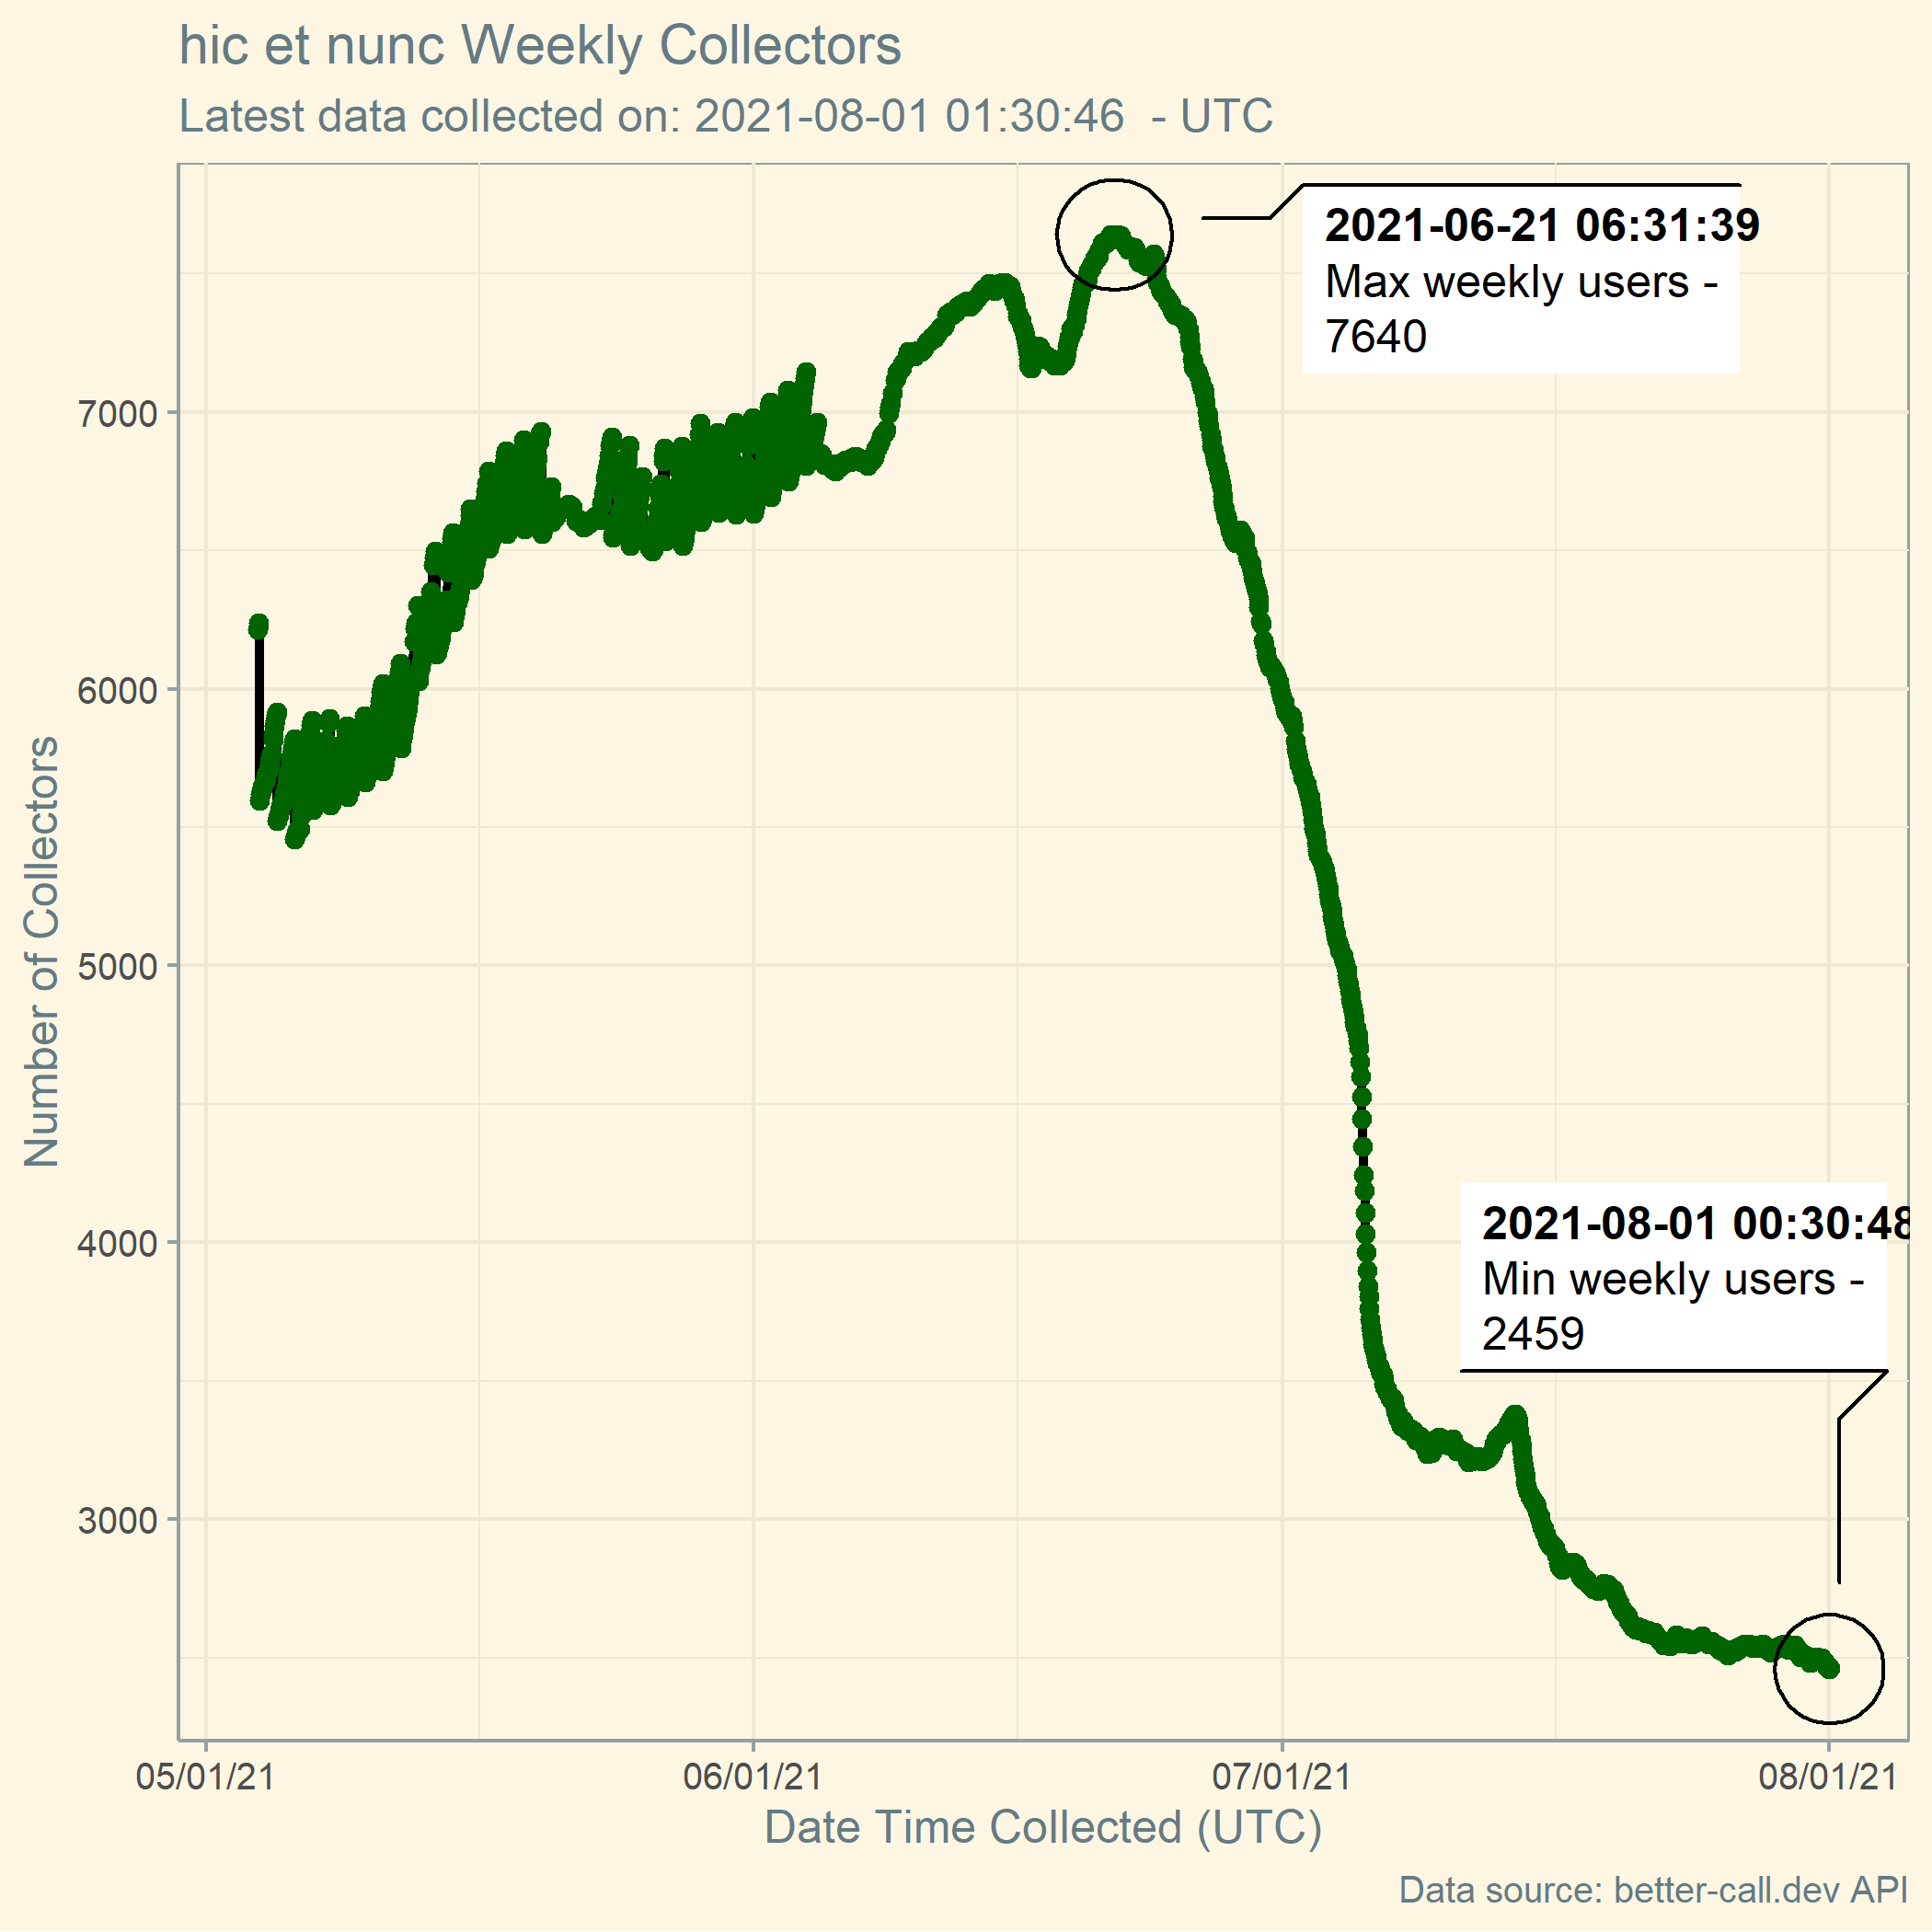 hic et nunc Weekly Collectors
Latest data collected on: 2021-08-01 01:30:46  - UTC
2021-06-21 06:31:39
Max weekly users -
7640
7000
6000
5000
4000
3000
Number of Collectors
2021-08-01 00:30:48
Min weekly users -
2459
05/01/21
06/01/21
07/01/21
08/01/21
Date Time Collected (UTC)
Data source: better-call.dev API